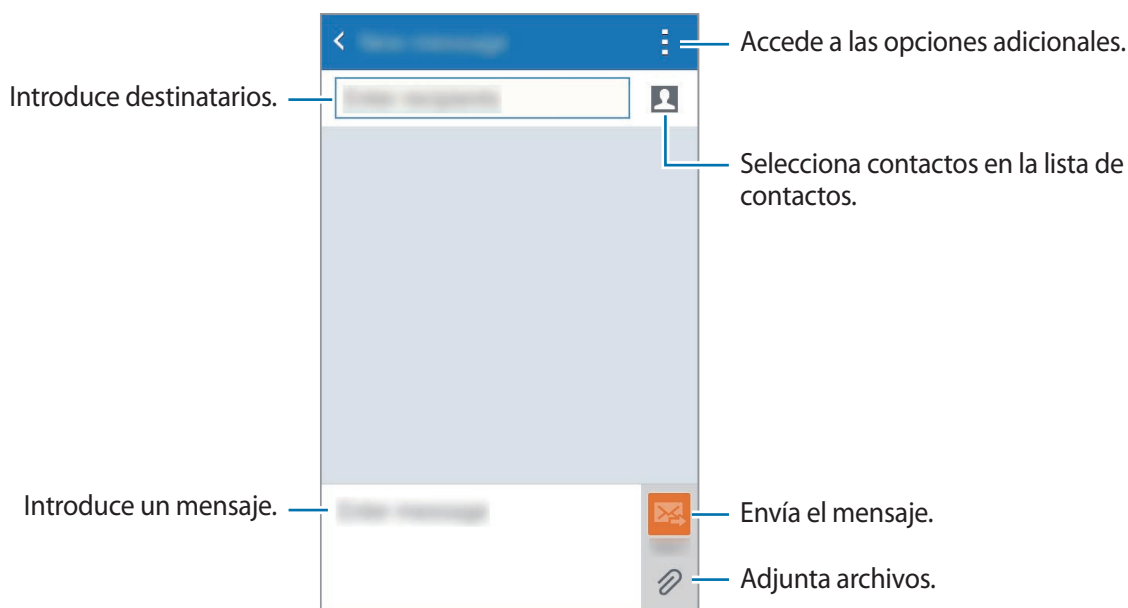 Accede a las opciones adicionales.
Introduce destinatarios.
Selecciona contactos en la lista de
contactos.
Introduce un mensaje.
Envía el mensaje.
Adjunta archivos.